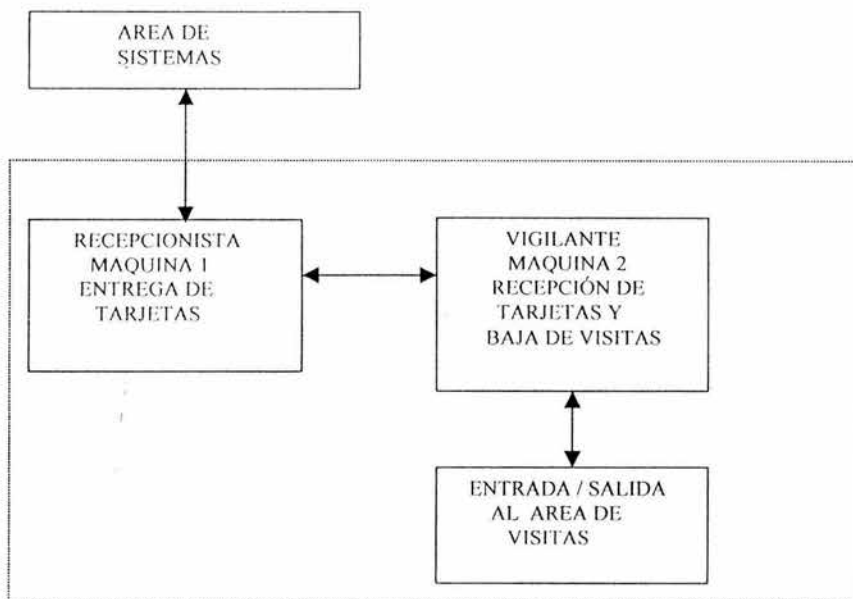 AREA DE
SISTEMAS
RECEPCIONISTA
MAQUINA 1
ENTREGA DE
TARJETAS
VIGILANTE
MAQUINA 2
RECEPCIÓN DE
TARJETAS Y
BAJA DE VISITAS
ENTRADA / SALIDA
AL AREA DE
VISITAS